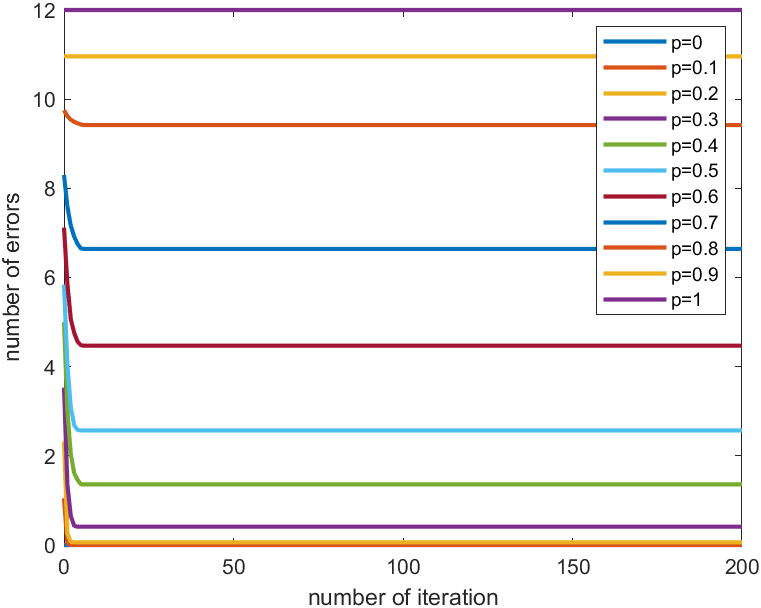 12
10
8
6
4
2
0
number of errors
0
50
100
150
200
number of iteration
p=0
p=0.1
p=0.2
p=0.3
p=0.4
p=0.5
p=0.6
p=0.7
p=0.8
p=0.9
p=1